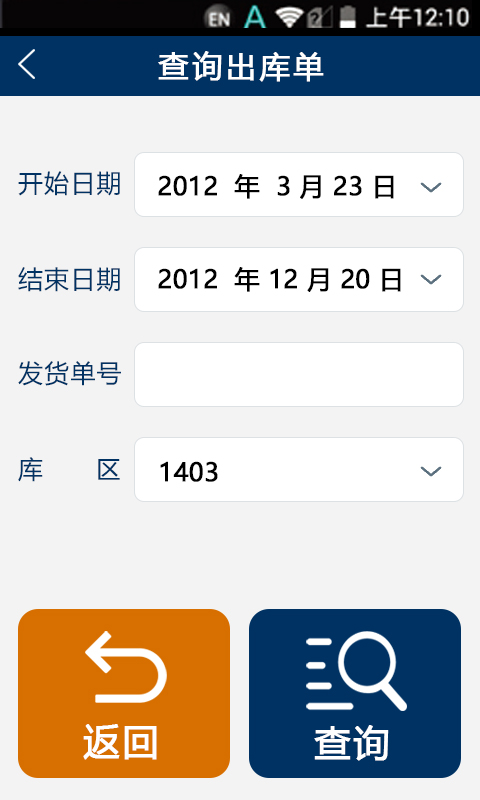 EN A 2 上午12:10
查询出库单
开始日期 2012 年 3 月 23 日
结束日期 2012 年 12 月 20 日
发货单号
库 区 1403
返回 查询